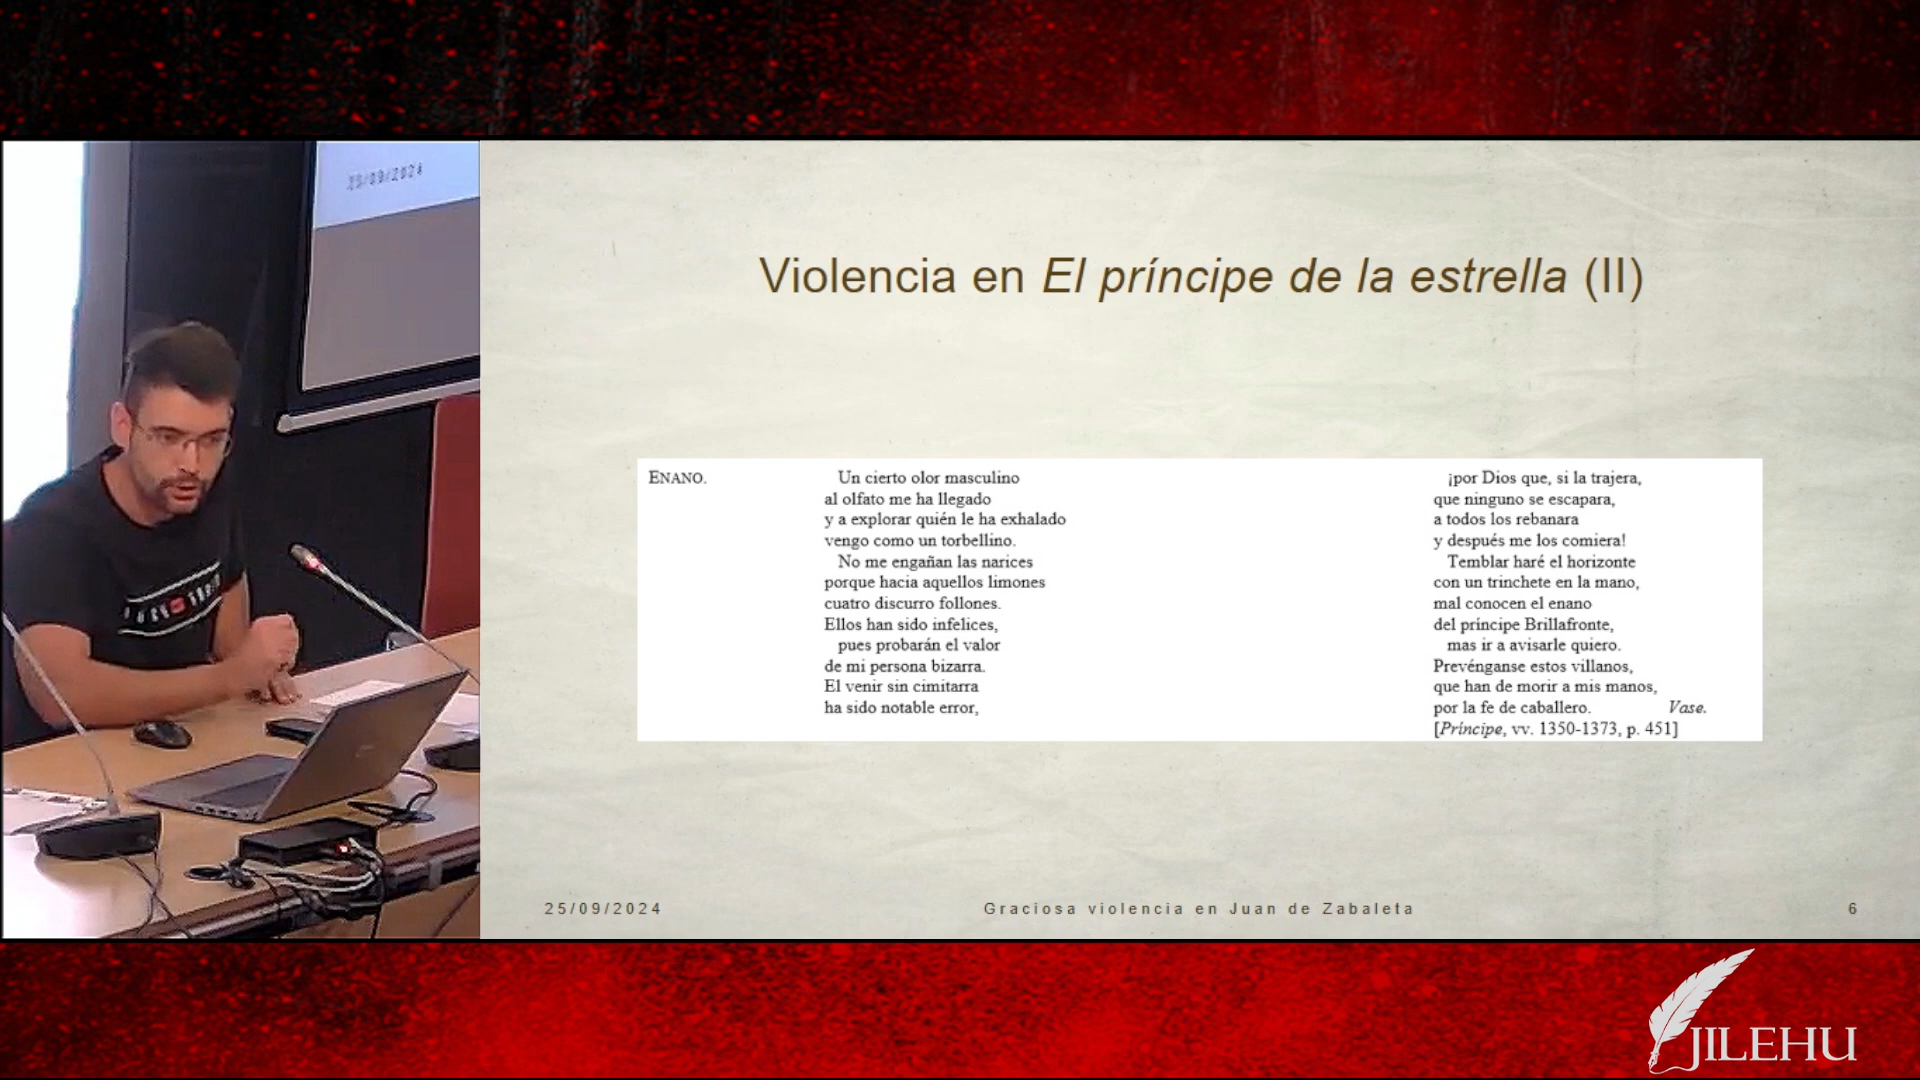 25/09/2024
Violencia en El príncipe de la estrella (II)
ENANO.
Un cierto olor masculino
al olfato me ha llegado
y a explorar quién le ha exhalado
vengo como un torbellino.
No me engañan las narices
porque hacia aquellos limones
cuatro discurro follones.
Ellos han sido infelices,
pues probarán el valor
de mi persona bizarra.
El venir sin cimitarra
ha sido notable error,
¡por Dios que, si la trajera,
que ninguno se escapara,
a todos los rebanara
y después me los comiera!
Temblar haré el horizonte
con un trinchete en la mano,
mal conocen el enano
del príncipe Brillafronte,
mas ir a avisarle quiero.
Prevénganse estos villanos,
que han de morir a mis manos,
por la fe de caballero. Vase.
[Príncipe, vv. 1350-1373, p. 451]
25/09/2024
Graciosa violencia en Juan de Zabaleta
6
JILEHU